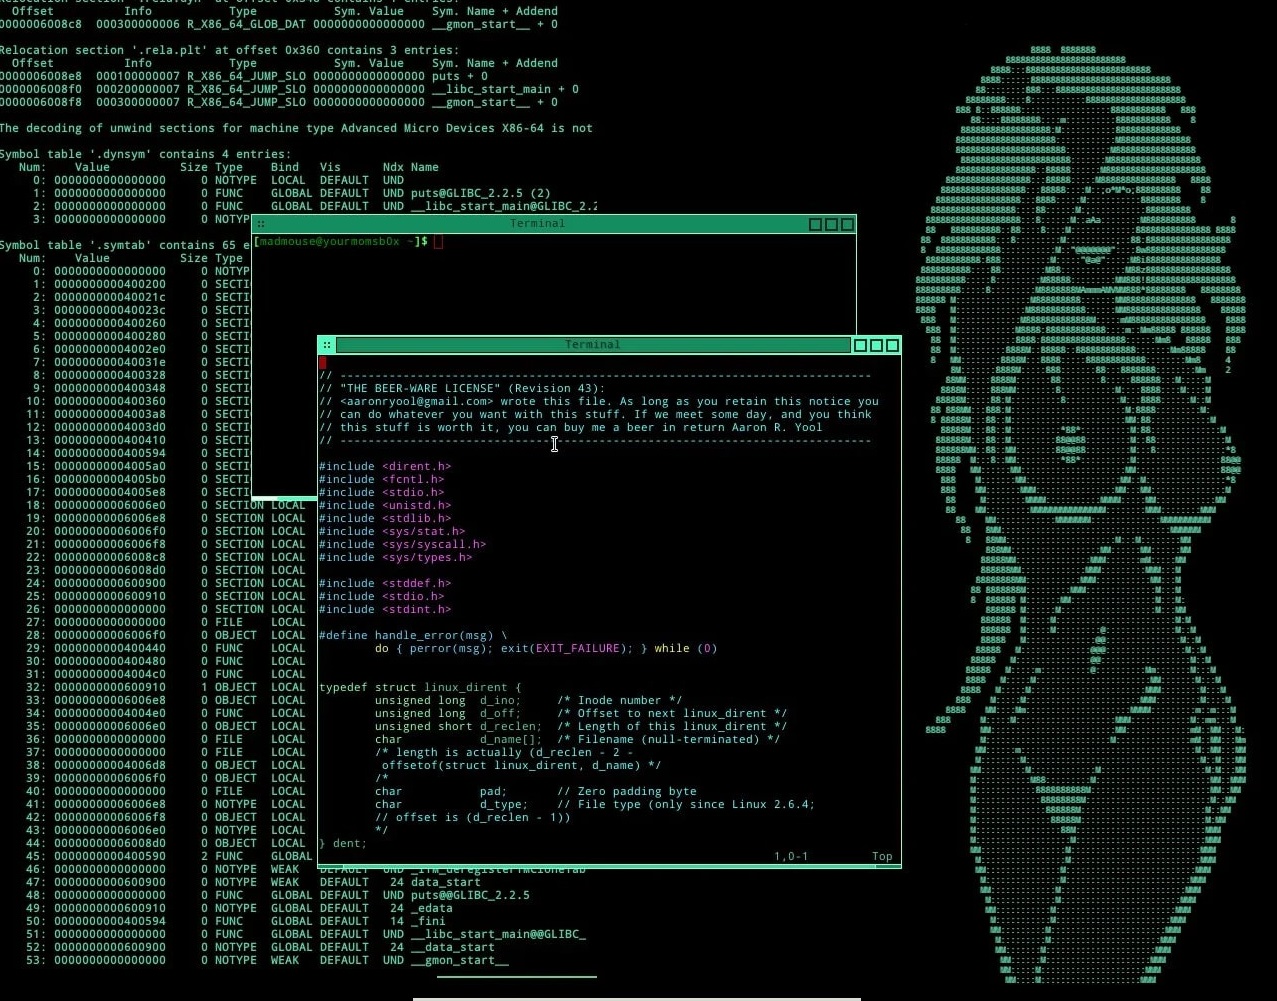 Relocation section '.rela.dyn' at offset 0x348 contains 1 entries:
  Offset          Info           Type           Sym. Value    Sym. Name + Addend
0000006008c8  000300000006 R_X86_64_GLOB_DAT 0000000000000000 __gmon_start__ + 0
Relocation section '.rela.plt' at offset 0x360 contains 3 entries:
  Offset          Info           Type           Sym. Value    Sym. Name + Addend
0000006008e8  000100000007 R_X86_64_JUMP_SLO 0000000000000000 puts + 0
0000006008f0  000200000007 R_X86_64_JUMP_SLO 0000000000000000 __libc_start_main + 0
0000006008f8  000300000007 R_X86_64_JUMP_SLO 0000000000000000 __gmon_start__ + 0
The decoding of unwind sections for machine type Advanced Micro Devices X86-64 is not
Symbol table '.dynsym' contains 4 entries:
   Num:    Value          Size Type    Bind   Vis      Ndx Name
     0: 0000000000000000     0 NOTYPE  LOCAL  DEFAULT  UND
     1: 0000000000000000     0 FUNC    GLOBAL DEFAULT  UND puts@GLIBC_2.2.5 (2)
     2: 0000000000000000     0 FUNC    GLOBAL DEFAULT  UND __libc_start_main@GLIBC_2.2
     3: 0000000000000000     0 NOTYP
Symbol table '.symtab' contains 65 e
   Num:    Value          Size Type
     0: 0000000000000000     0 NOTYP
     1: 0000000000400200     0 SECTI
     2: 000000000040021c     0 SECTI
     3: 000000000040023c     0 SECTI
     4: 0000000000400260     0 SECTI
     5: 0000000000400280     0 SECTI
     6: 00000000004002e0     0 SECTI
     7: 000000000040031e     0 SECTI
     8: 0000000000400328     0 SECTI
     9: 0000000000400348     0 SECTI
    10: 0000000000400360     0 SECTI
    11: 00000000004003a8     0 SECTI
    12: 00000000004003d0     0 SECTI
    13: 0000000000400410     0 SECTI
    14: 0000000000400594     0 SECTI
    15: 00000000004005a0     0 SECTI
    16: 00000000004005b0     0 SECTI
    17: 00000000004005e8     0 SECTI
    18: 00000000006006e0     0 SECTION LOCAL
    19: 00000000006006e8     0 SECTION LOCAL
    20: 00000000006006f0     0 SECTION LOCAL
    21: 00000000006006f8     0 SECTION LOCAL
    22: 00000000006008c8     0 SECTION LOCAL
    23: 00000000006008d0     0 SECTION LOCAL
    24: 0000000000600900     0 SECTION LOCAL
    25: 0000000000600910     0 SECTION LOCAL
    26: 0000000000000000     0 SECTION LOCAL
    27: 0000000000000000     0 FILE    LOCAL
    28: 00000000006006f0     0 OBJECT  LOCAL
    29: 0000000000400440     0 FUNC    LOCAL
    30: 0000000000400480     0 FUNC    LOCAL
    31: 00000000004004c0     0 FUNC    LOCAL
    32: 0000000000600910     1 OBJECT  LOCAL
    33: 00000000006006e8     0 OBJECT  LOCAL
    34: 00000000004004e0     0 FUNC    LOCAL
    35: 00000000006006e0     0 OBJECT  LOCAL
    36: 0000000000000000     0 FILE    LOCAL
    37: 0000000000000000     0 FILE    LOCAL
    38: 00000000004006d8     0 OBJECT  LOCAL
    39: 00000000006006f0     0 OBJECT  LOCAL
    40: 0000000000000000     0 FILE    LOCAL
    41: 00000000006006e8     0 NOTYPE  LOCAL
    42: 00000000006006f8     0 OBJECT  LOCAL
    43: 00000000006006e0     0 NOTYPE  LOCAL
    44: 00000000006008d0     0 OBJECT  LOCAL
    45: 0000000000400590     2 FUNC    GLOBAL
    46: 0000000000000000     0 NOTYPE  WEAK   DEFAULT  UND _ITM_deregisterTMCloneTab
    47: 0000000000600900     0 NOTYPE  WEAK   DEFAULT   24 data_start
    48: 0000000000000000     0 FUNC    GLOBAL DEFAULT  UND puts@@GLIBC_2.2.5
    49: 0000000000600910     0 NOTYPE  GLOBAL DEFAULT   24 _edata
    50: 0000000000400594     0 FUNC    GLOBAL DEFAULT   14 _fini
    51: 0000000000000000     0 FUNC    GLOBAL DEFAULT  UND __libc_start_main@@GLIBC_
    52: 0000000000600900     0 NOTYPE  GLOBAL DEFAULT   24 __data_start
    53: 0000000000000000     0 NOTYPE  WEAK   DEFAULT  UND __gmon_start__
Terminal
[madmouse@yourmomsb0x ~]$
Terminal
// ----------------------------------------------------------------------------
// "THE BEER-WARE LICENSE" (Revision 43):
// <aaronryool@gmail.com> wrote this file. As long as you retain this notice you
// can do whatever you want with this stuff. If we meet some day, and you think
// this stuff is worth it, you can buy me a beer in return Aaron R. Yool
// ----------------------------------------------------------------------------
#include <dirent.h>
#include <fcntl.h>
#include <stdio.h>
#include <unistd.h>
#include <stdlib.h>
#include <sys/stat.h>
#include <sys/syscall.h>
#include <sys/types.h>
#include <stddef.h>
#include <stdio.h>
#include <stdint.h>
#define handle_error(msg) \
        do { perror(msg); exit(EXIT_FAILURE); } while (0)
typedef struct linux_dirent {
        unsigned long  d_ino;     /* Inode number */
        unsigned long  d_off;     /* Offset to next linux_dirent */
        unsigned short d_reclen;  /* Length of this linux_dirent */
        char           d_name[];  /* Filename (null-terminated) */
        /* length is actually (d_reclen - 2 -
         offsetof(struct linux_dirent, d_name) */
        /*
        char           pad;       // Zero padding byte
        char           d_type;    // File type (only since Linux 2.6.4;
        // offset is (d_reclen - 1))
        */
} dent;
1,0-1          Top